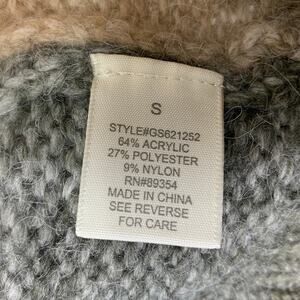 S
STYLE#GS621252
64% ACRYLIC
27% POLYESTER
9% NYLON
RN#89354
MADE IN CHINA
SEE REVERSE
FOR CARE